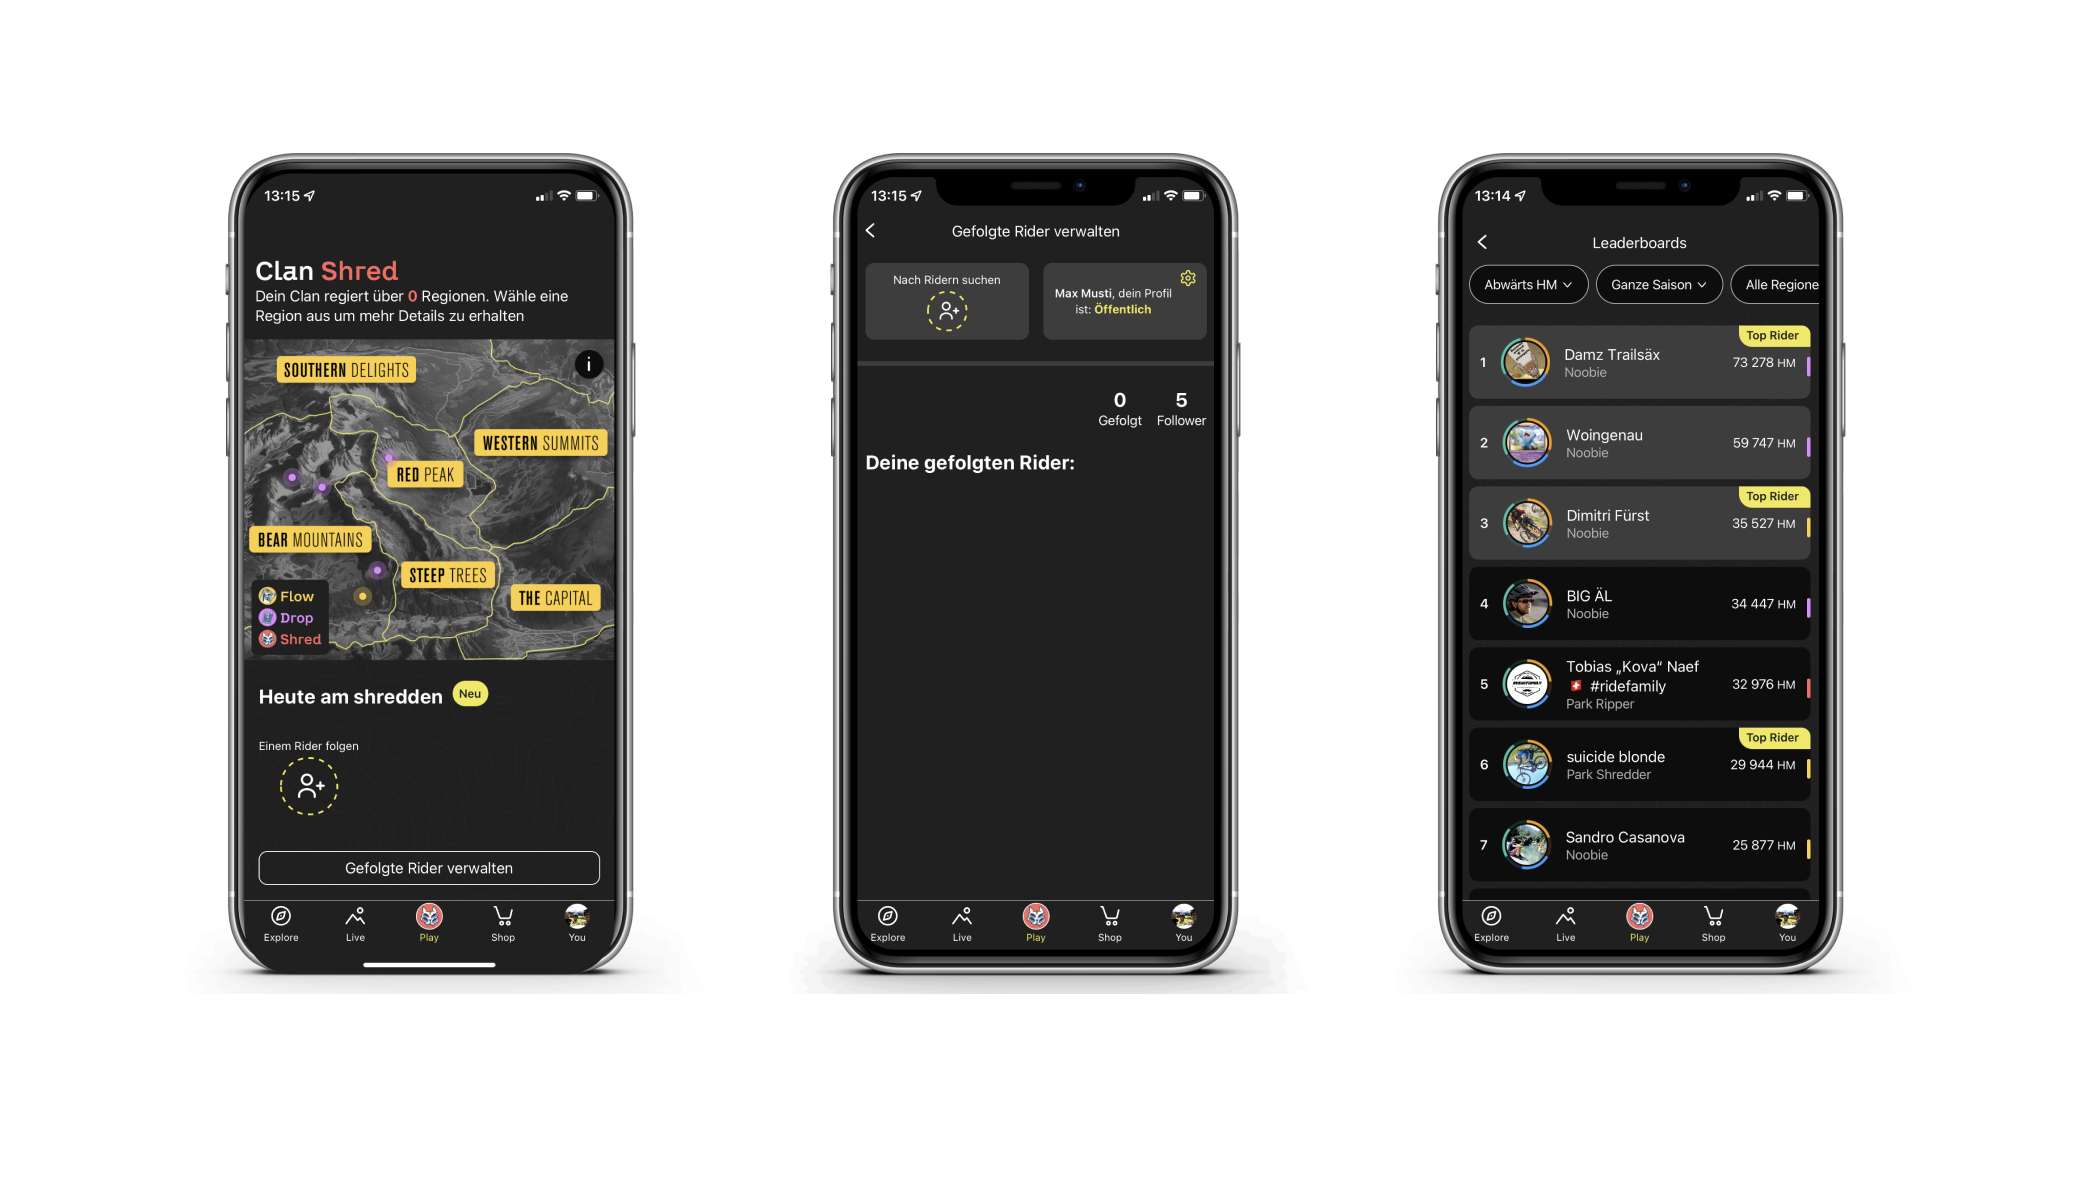 13:15
Clan Shred
Dein Clan regiert über 0 Regionen. Wähle eine
Region aus um mehr Details zu erhalten
SOUTHERN DELIGHTS
i
WESTERN SUMMITS
RED PEAK
BEAR MOUNTAINS
STEEP TREES
THE CAPITAL
Flow
Drop
Shred
Heute am shredden
Neu
Einem Rider folgen
Gefolgte Rider verwalten
Explore
Live
Play
Shop
You
13:15
Gefolgte Rider verwalten
Nach Ridern suchen
Max Musti, dein Profil
ist: Öffentlich
0
Gefolgt
5
Follower
Deine gefolgten Rider:
Explore
Live
Play
Shop
You
13:14
Leaderboards
Abwärts HM
Ganze Saison
Alle Regione
Top Rider
1
Damz Trailsäx
Noobie
73 278 HM
2
Woingenau
Noobie
59 747 HM
Top Rider
3
Dimitri Fürst
Noobie
35 527 HM
4
BIG ÄL
Noobie
34 447 HM
5
Tobias „Kova“ Naef
🇨🇭 #ridefamily
Park Ripper
32 976 HM
Top Rider
6
suicide blonde
Park Shredder
29 944 HM
7
Sandro Casanova
Noobie
25 877 HM
Explore
Live
Play
Shop
You